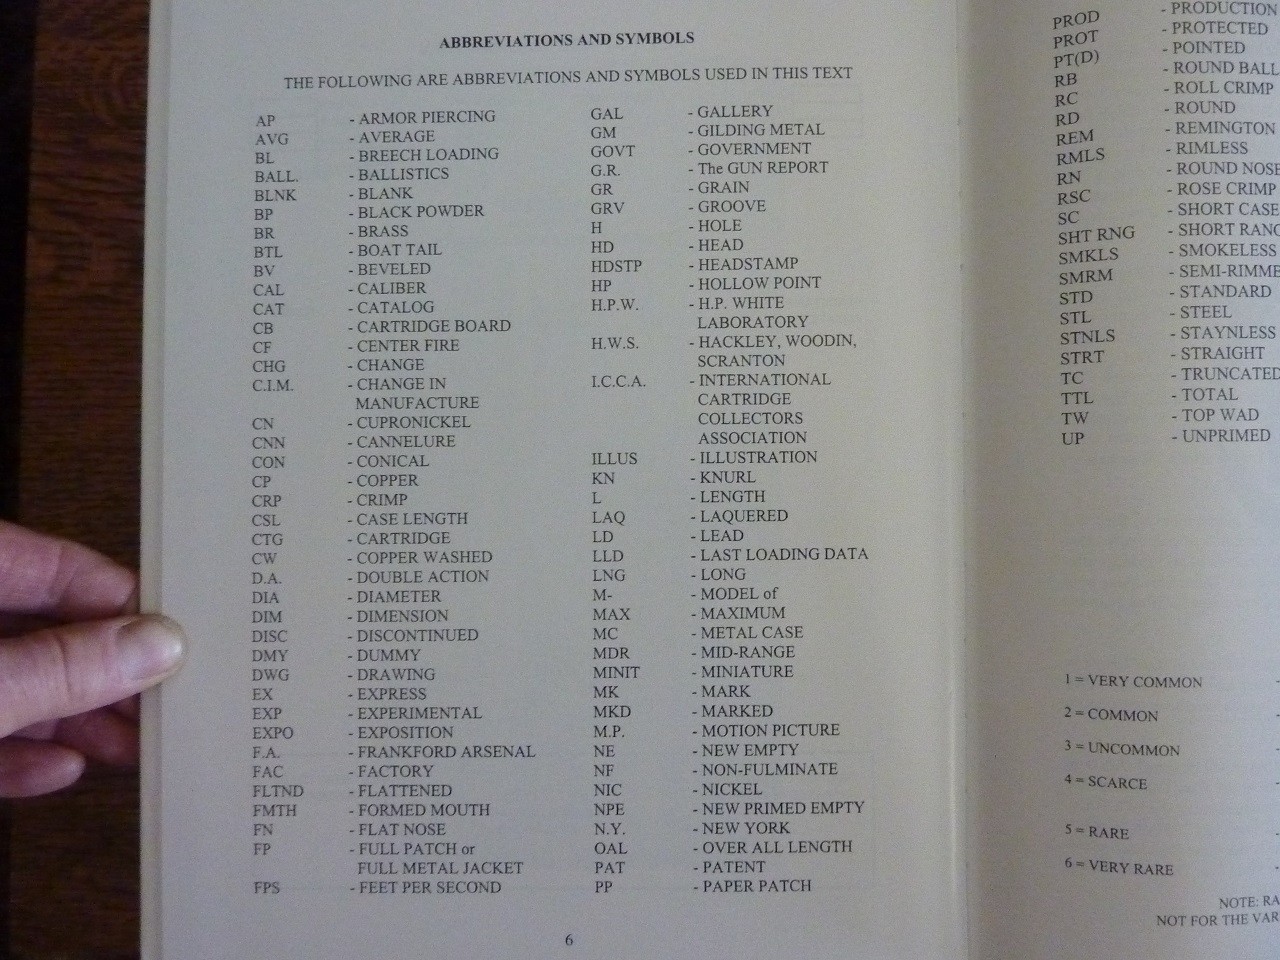 ABBREVIATIONS AND SYMBOLS
THE FOLLOWING ARE ABBREVIATIONS AND SYMBOLS USED IN THIS TEXT
AP - ARMOR PIERCING
AVG - AVERAGE
BL - BREECH LOADING
BALL. - BALLISTICS
BLNK - BLANK
BP - BLACK POWDER
BR - BRASS
BTL - BOAT TAIL
BV - BEVELED
CAL - CALIBER
CAT - CATALOG
CB - CARTRIDGE BOARD
CF - CENTER FIRE
CHG - CHANGE
C.I.M. - CHANGE IN
MANUFACTURE
CN - CUPRONICKEL
CNN - CANNELURE
CON - CONICAL
CP - COPPER
CRP - CRIMP
CSL - CASE LENGTH
CTG - CARTRIDGE
CW - COPPER WASHED
D.A. - DOUBLE ACTION
DIA - DIAMETER
DIM - DIMENSION
DISC - DISCONTINUED
DMY - DUMMY
DWG - DRAWING
EX - EXPRESS
EXP - EXPERIMENTAL
EXPO - EXPOSITION
F.A. - FRANKFORD ARSENAL
FAC - FACTORY
FLTND - FLATTENED
FMTH - FORMED MOUTH
FN - FLAT NOSE
FP - FULL PATCH or
FULL METAL JACKET
FPS - FEET PER SECOND
GAL - GALLERY
GM - GILDING METAL
GOVT - GOVERNMENT
G.R. - The GUN REPORT
GR - GRAIN
GRV - GROOVE
H - HOLE
HD - HEAD
HDSTP - HEADSTAMP
HP - HOLLOW POINT
H.P.W. - H.P. WHITE
LABORATORY
H.W.S. - HACKLEY, WOODIN,
SCRANTON
I.C.C.A. - INTERNATIONAL
CARTRIDGE
COLLECTORS
ASSOCIATION
ILLUS - ILLUSTRATION
KN - KNURL
L - LENGTH
LAQ - LAQUERED
LD - LEAD
LLD - LAST LOADING DATA
LNG - LONG
M- - MODEL of
MAX - MAXIMUM
MC - METAL CASE
MDR - MID-RANGE
MINIT - MINIATURE
MK - MARK
MKD - MARKED
M.P. - MOTION PICTURE
NE - NEW EMPTY
NF - NON-FULMINATE
NIC - NICKEL
NPE - NEW PRIMED EMPTY
N.Y. - NEW YORK
OAL - OVER ALL LENGTH
PAT - PATENT
PP - PAPER PATCH
6
PROD - PRODUCTION
PROT - PROTECTED
PT(D) - POINTED
RB - ROUND BALL
RC - ROLL CRIMP
RD - ROUND
REM - REMINGTON
RMLS - RIMLESS
RN - ROUND NOSE
RSC - ROSE CRIMP
SC - SHORT CASE
SHT RNG - SHORT RANG
SMKLS - SMOKELESS
SMRM - SEMI-RIMME
STD - STANDARD
STL - STEEL
STNLS - STAYNLESS
STRT - STRAIGHT
TC - TRUNCATED
TTL - TOTAL
TW - TOP WAD
UP - UNPRIMED
1 = VERY COMMON -
2 = COMMON -
3 = UNCOMMON -
4 = SCARCE -
5 = RARE -
6 = VERY RARE -
NOTE: RA
NOT FOR THE VAR